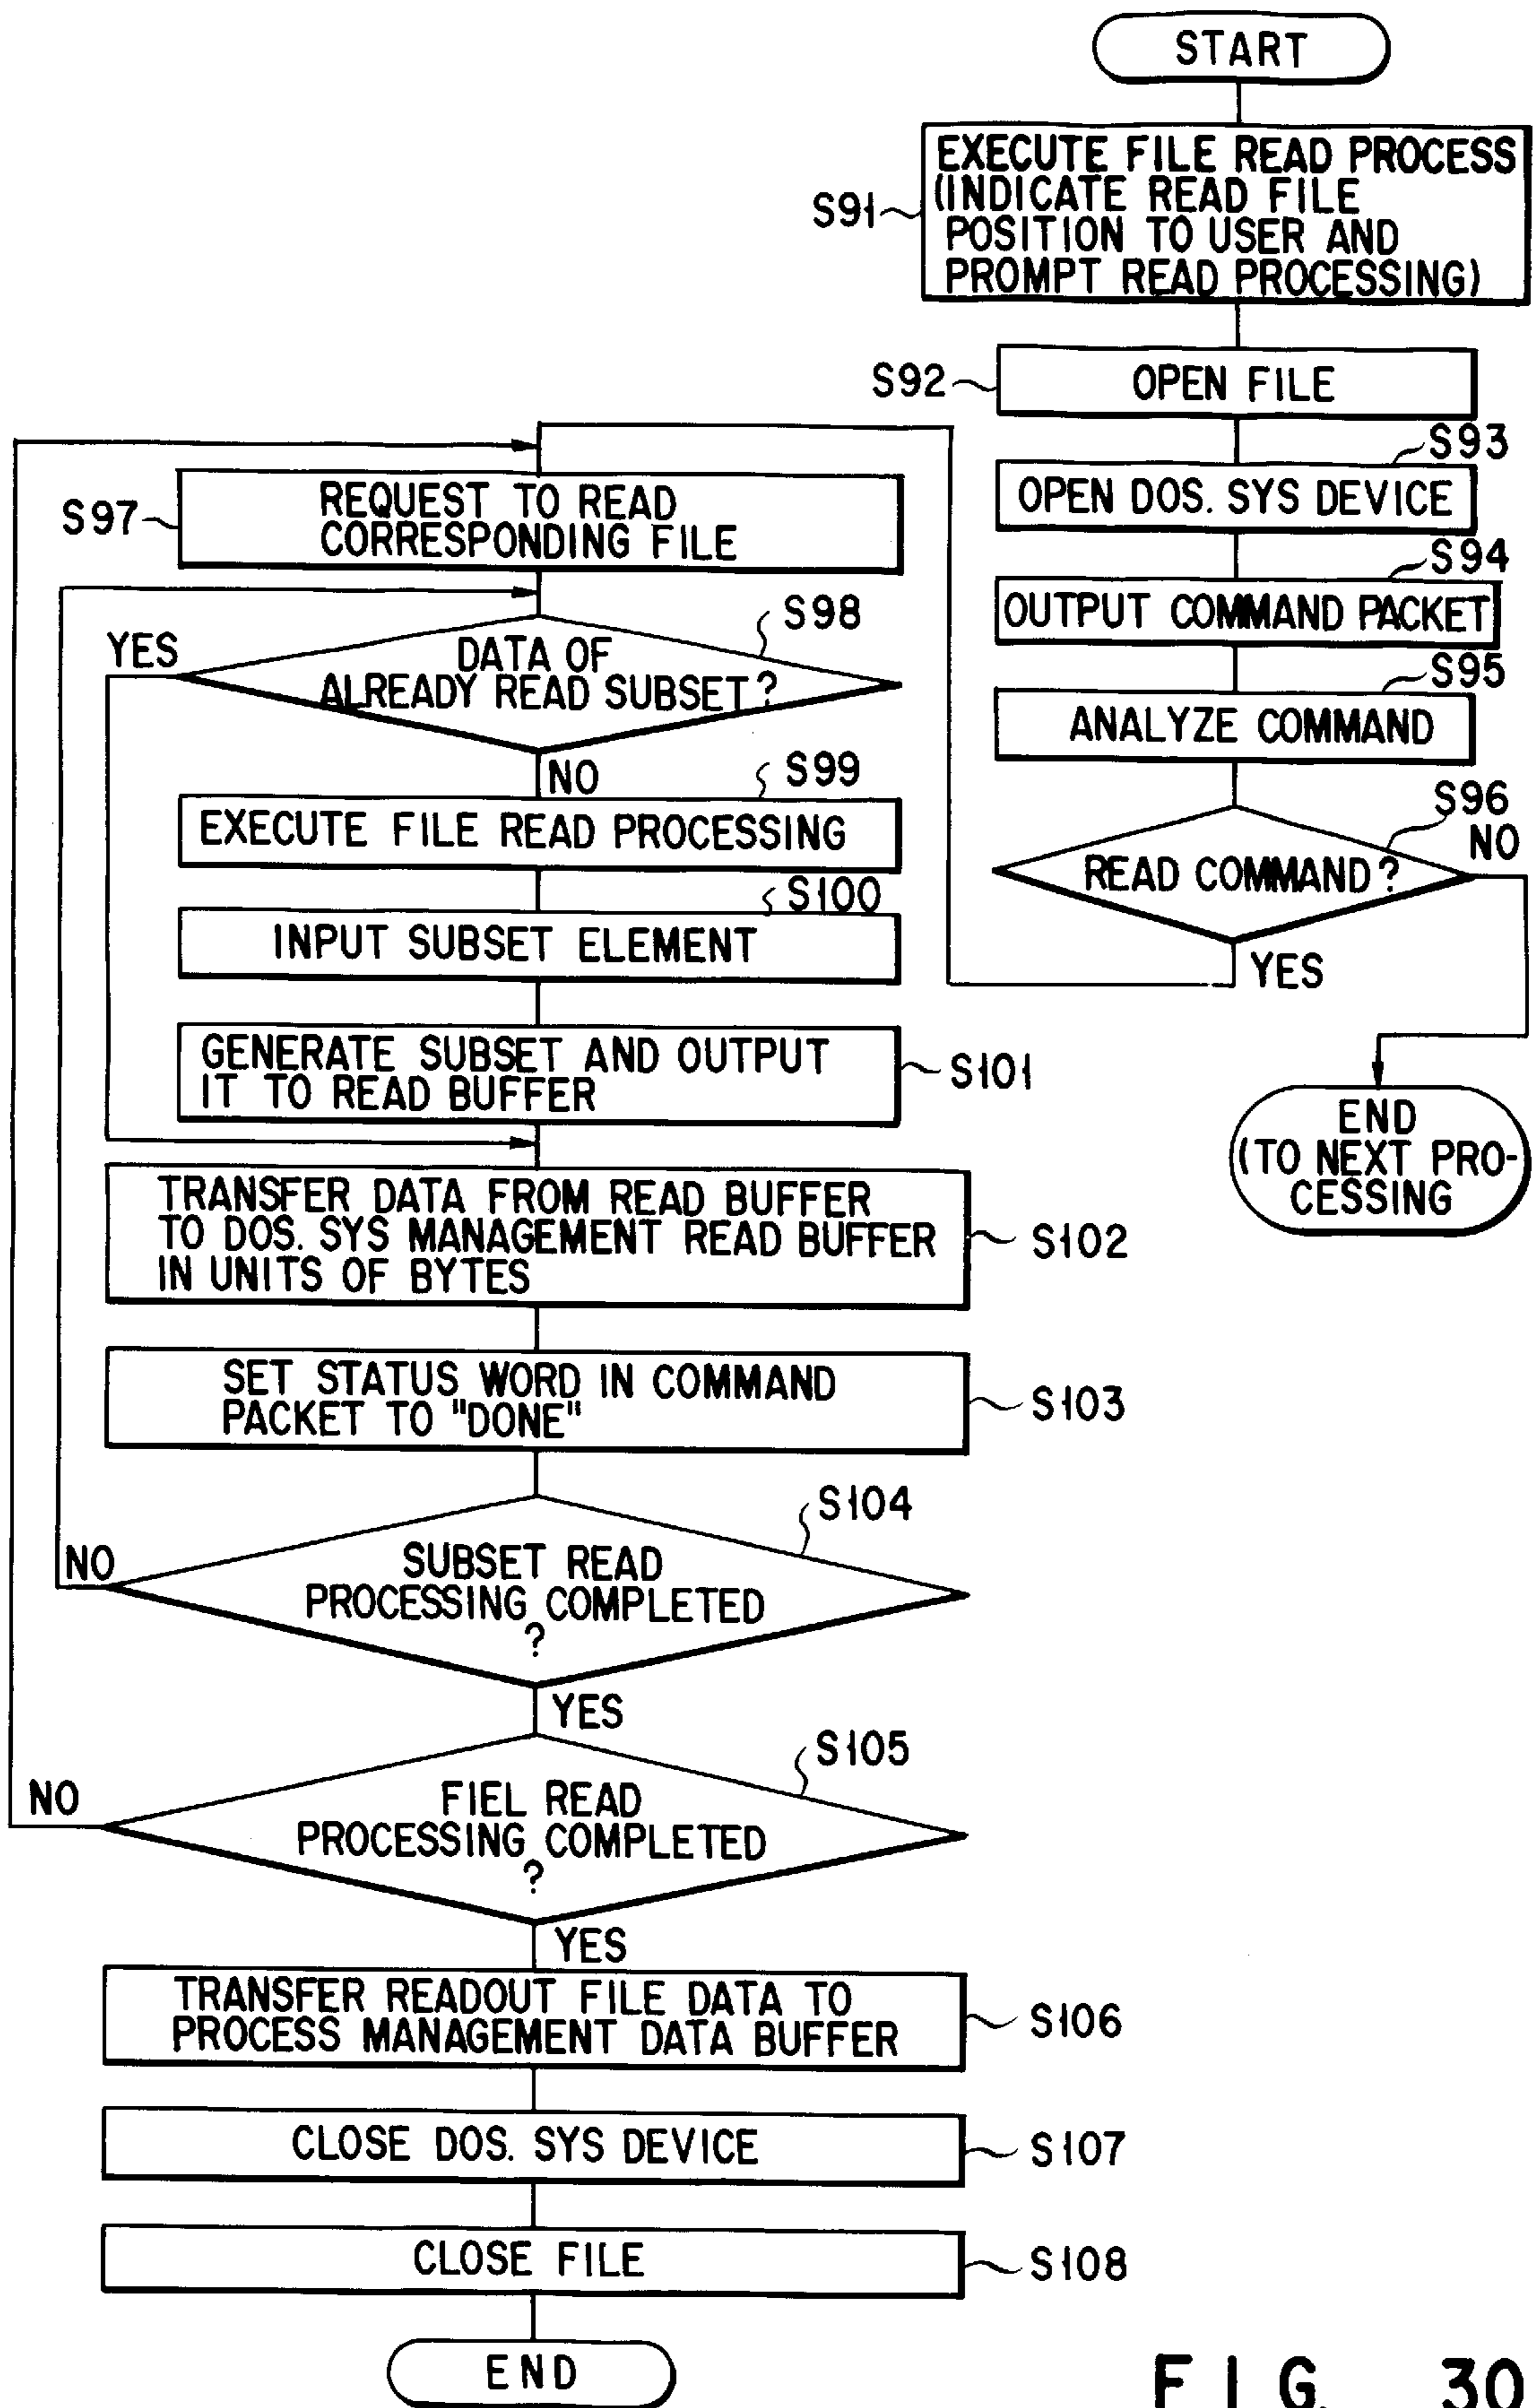 START
S91
EXECUTE FILE READ PROCESS
(INDICATE READ FILE
POSITION TO USER AND
PROMPT READ PROCESSING)
S92
OPEN FILE
S93
OPEN DOS. SYS DEVICE
S94
OUTPUT COMMAND PACKET
S95
ANALYZE COMMAND
S96
READ COMMAND?
NO
YES
END
(TO NEXT PRO-
CESSING
S97
REQUEST TO READ
CORRESPONDING FILE
S98
YES
DATA OF
ALREADY READ SUBSET?
NO
S99
EXECUTE FILE READ PROCESSING
S100
INPUT SUBSET ELEMENT
GENERATE SUBSET AND OUTPUT
IT TO READ BUFFER
S101
TRANSFER DATA FROM READ BUFFER
TO DOS. SYS MANAGEMENT READ BUFFER
IN UNITS OF BYTES
S102
SET STATUS WORD IN COMMAND
PACKET TO "DONE"
S103
S104
NO
SUBSET READ
PROCESSING COMPLETED
?
YES
S105
NO
FIEL READ
PROCESSING COMPLETED
?
YES
TRANSFER READOUT FILE DATA TO
PROCESS MANAGEMENT DATA BUFFER
S106
CLOSE DOS. SYS DEVICE
S107
CLOSE FILE
S108
END
FIG. 30